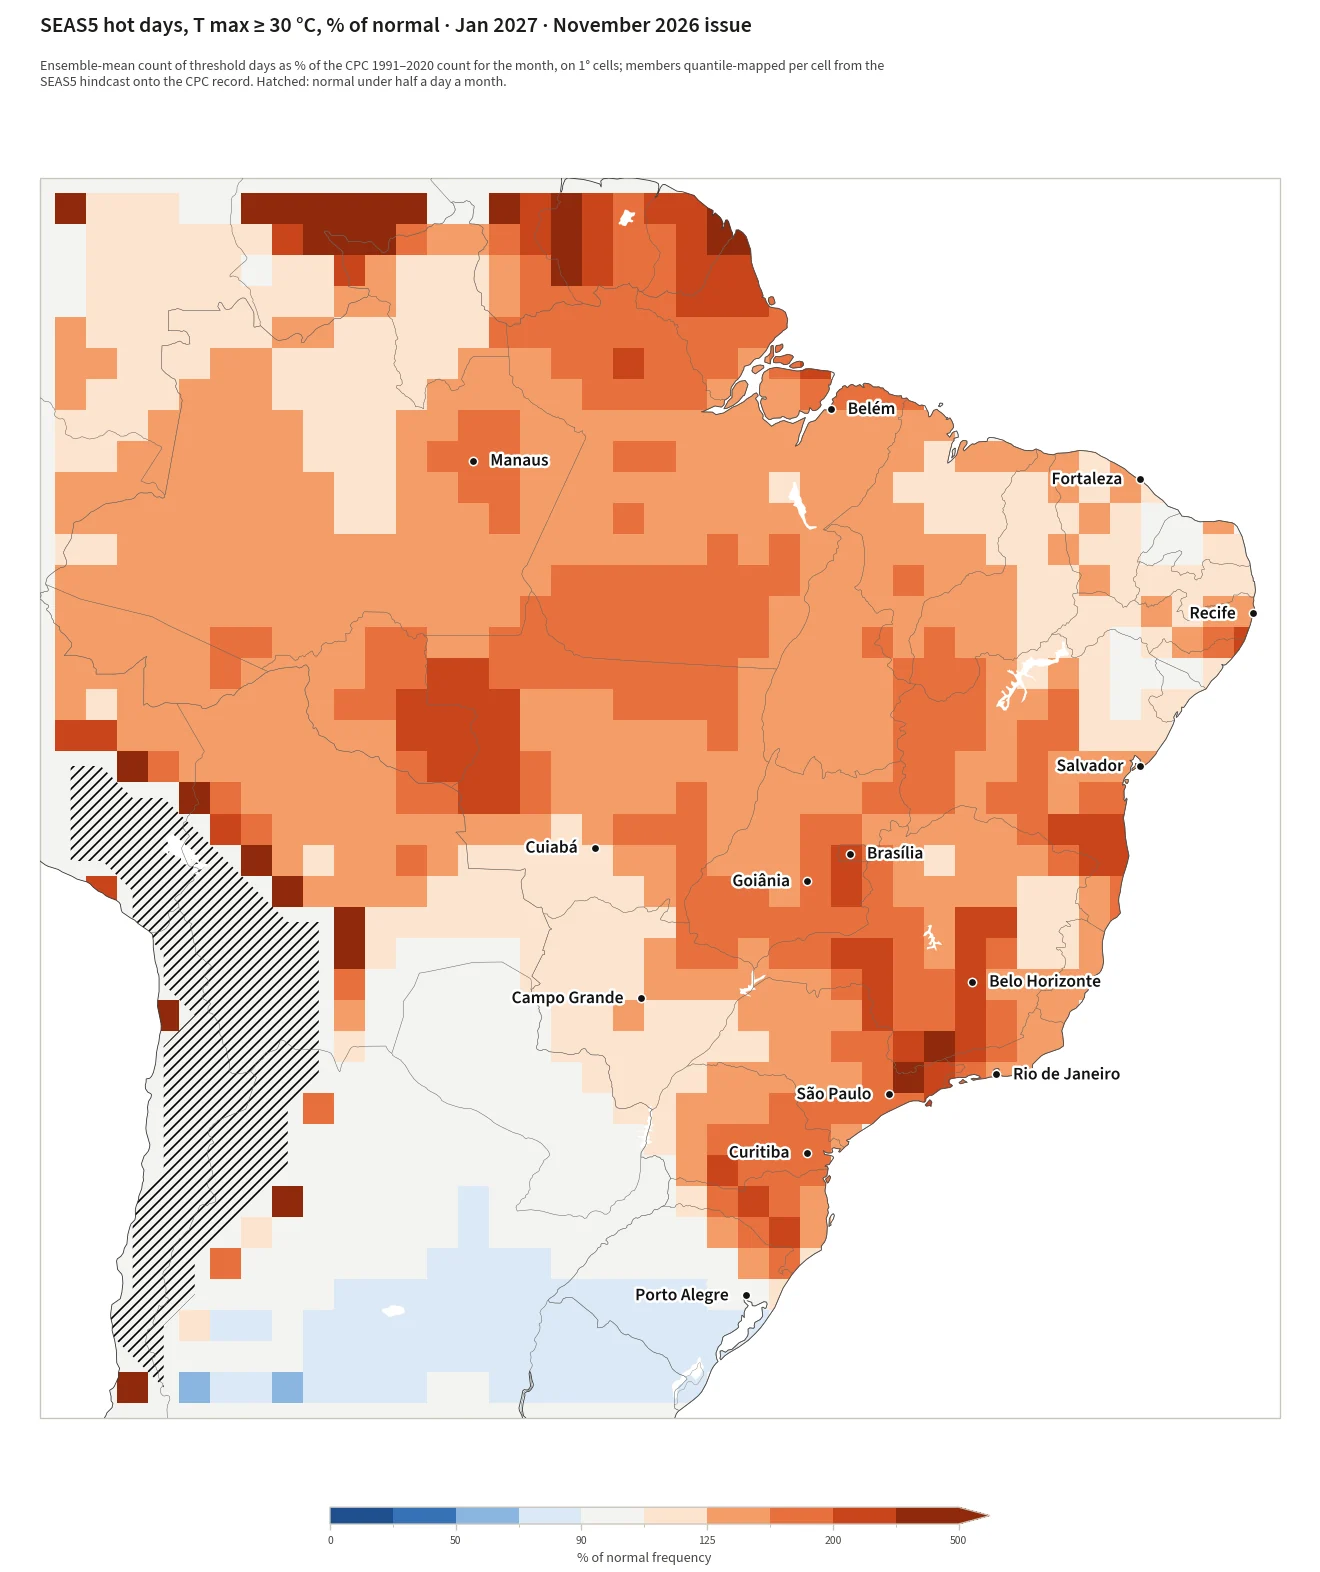 SEAS5 hot days, T max ≥ 30 °C, % of normal · Jan 2027 · November 2026 issue
Ensemble-mean count of threshold days as % of the CPC 1991–2020 count for the month, on 1° cells; members quantile-mapped per cell from the
SEAS5 hindcast onto the CPC record. Hatched: normal under half a day a month.
Belém
Manaus
Fortaleza
Recife
Salvador
Cuiabá
Brasília
Goiânia
Belo Horizonte
Campo Grande
Rio de Janeiro
São Paulo
Curitiba
Porto Alegre
0 50 90 125 200 500
% of normal frequency